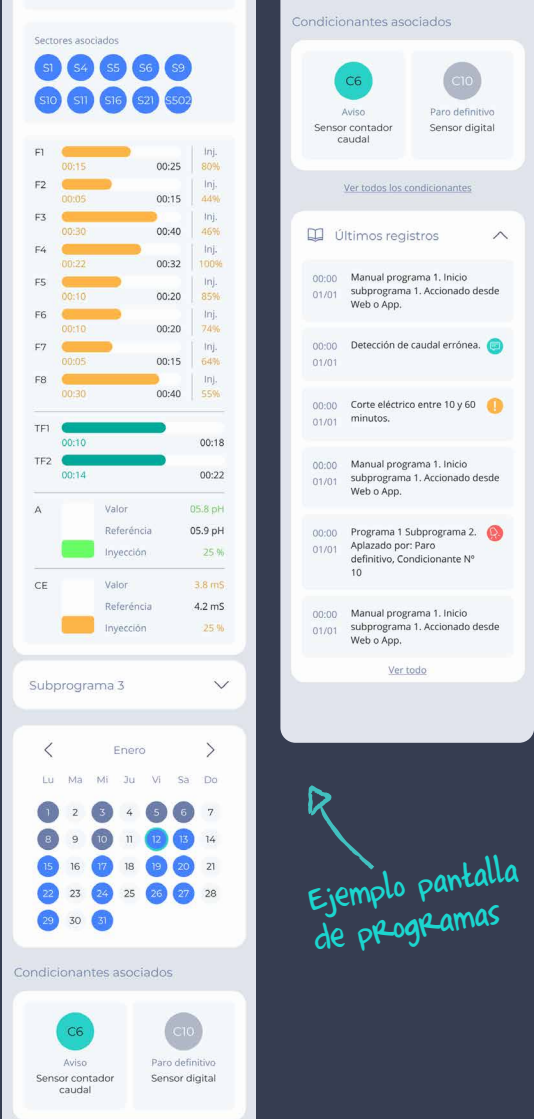 Sectores asociados
S1 S4 S5 S6 S9
S10 S11 S16 S21 S502
F1 Inj.
00:15 00:25 80%
F2 Inj.
00:05 00:15 44%
F3 Inj.
00:30 00:40 46%
F4 Inj.
00:22 00:32 100%
F5 Inj.
00:10 00:20 85%
F6 Inj.
00:10 00:20 74%
F7 Inj.
00:05 00:15 64%
F8 Inj.
00:30 00:40 55%
TF1
00:10 00:18
TF2
00:14 00:22
A Valor 05.8 pH
Referéncia 05.9 pH
Inyección 25 %
CE Valor 3.8 mS
Referéncia 4.2 mS
Inyección 25 %
Subprograma 3
Enero
Lu Ma Mi Ju Vi Sa Do
1 2 3 4 5 6 7
8 9 10 11 12 13 14
15 16 17 18 19 20 21
22 23 24 25 26 27 28
29 30 31
Condicionantes asociados
C6 C10
Aviso Paro definitivo
Sensor contador Sensor digital
caudal
Condicionantes asociados
C6 C10
Aviso Paro definitivo
Sensor contador Sensor digital
caudal
Ver todos los condicionantes
Últimos registros
00:00 Manual programa 1. Inicio
01/01 subprograma 1. Accionado desde
Web o App.
00:00 Detección de caudal errónea.
01/01
00:00 Corte eléctrico entre 10 y 60
01/01 minutos.
00:00 Manual programa 1. Inicio
01/01 subprograma 1. Accionado desde
Web o App.
00:00 Programa 1 Subprograma 2.
01/01 Aplazado por: Paro
definitivo, Condicionante Nº
10
00:00 Manual programa 1. Inicio
01/01 subprograma 1. Accionado desde
Web o App.
Ver todo
Ejemplo pantalla
de programas